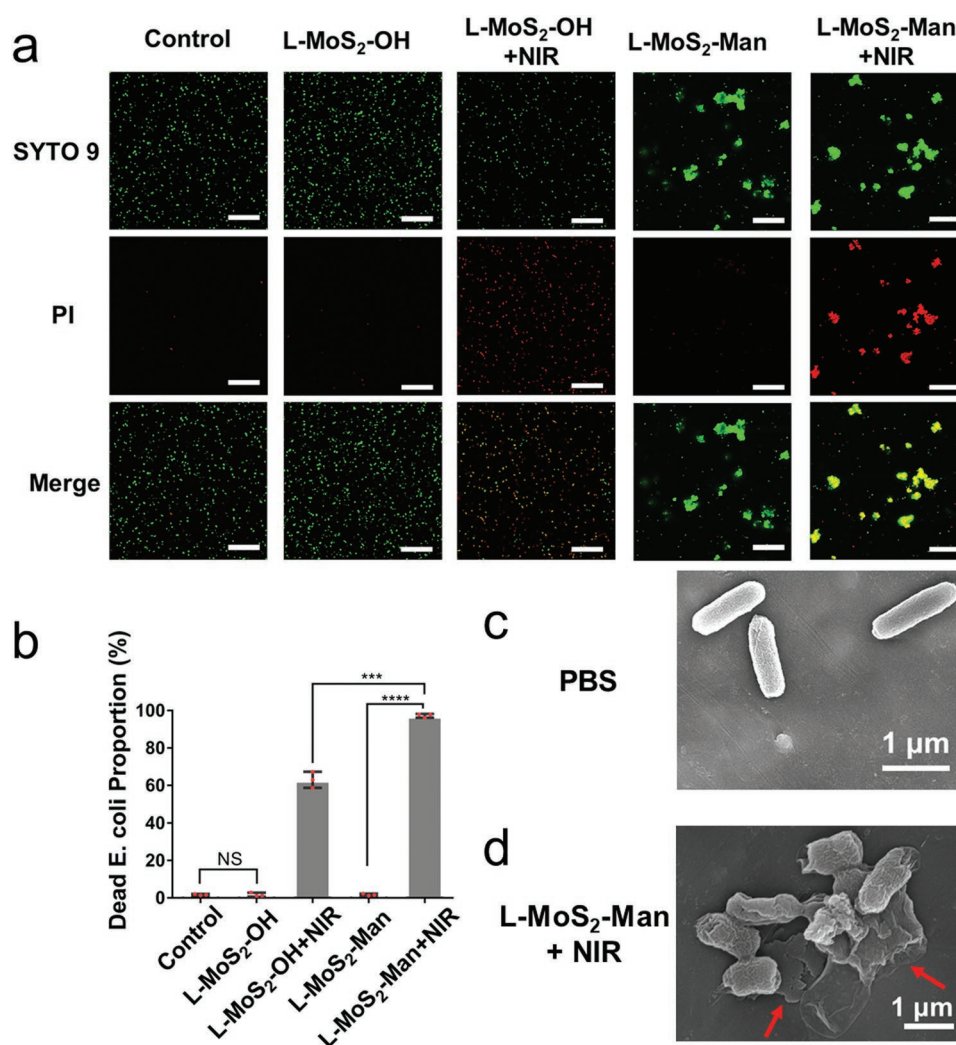 a
Control
L-MoS₂-OH
L-MoS₂-OH
+NIR
L-MoS₂-Man
L-MoS₂-Man
+NIR
SYTO 9
PI
Merge
b
Dead E. coli Proportion (%)
100
80
60
40
20
0
NS
***
****
Control
L-MoS₂-OH
L-MoS₂-OH+NIR
L-MoS₂-Man
L-MoS₂-Man+NIR
c
PBS
1 μm
d
L-MoS₂-Man
+ NIR
1 μm